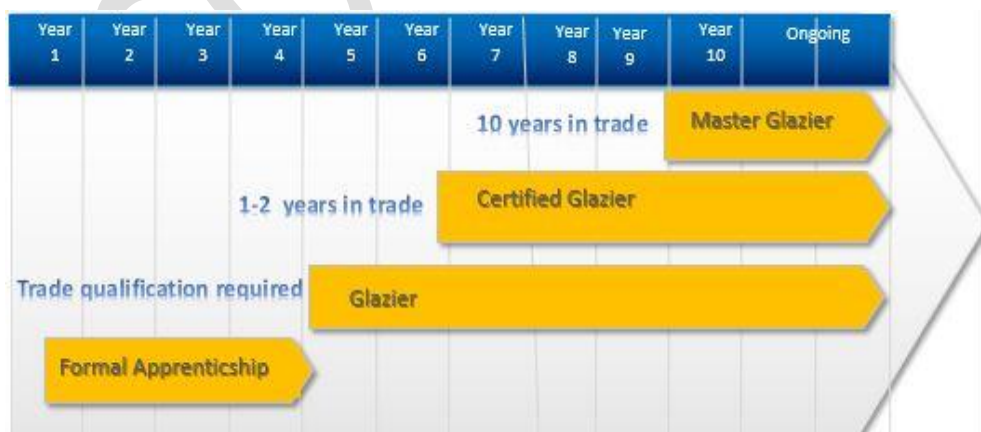 Year 1 Year 2 Year 3 Year 4 Year 5 Year 6 Year 7 Year 8 Year 9 Year 10 Ongoing
10 years in trade Master Glazier
1-2 years in trade Certified Glazier
Trade qualification required Glazier
Formal Apprenticship